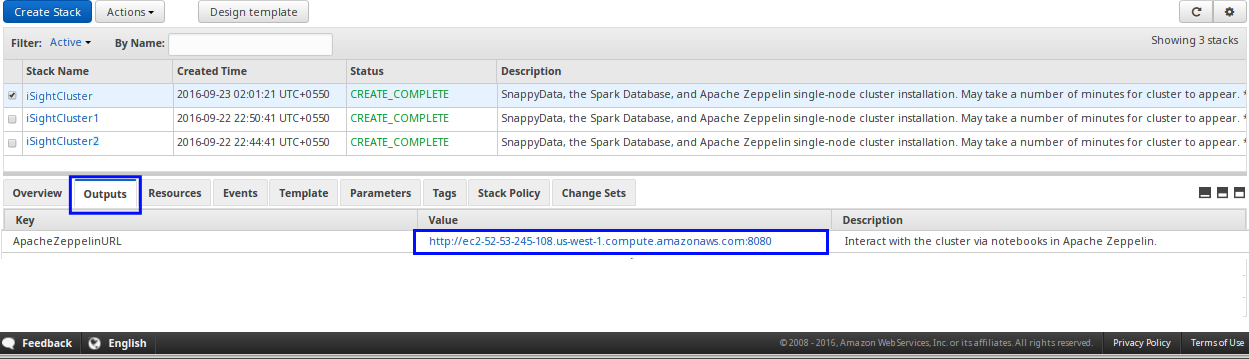 Create Stack Actions Design template
Filter: Active By Name: Showing 3 stacks
Stack Name Created Time Status Description
iSightCluster 2016-09-23 02:01:21 UTC+0550 CREATE_COMPLETE SnappyData, the Spark Database, and Apache Zeppelin single-node cluster installation. May take a number of minutes for cluster to appear. *
iSightCluster1 2016-09-22 22:50:41 UTC+0550 CREATE_COMPLETE SnappyData, the Spark Database, and Apache Zeppelin single-node cluster installation. May take a number of minutes for cluster to appear. *
iSightCluster2 2016-09-22 22:44:41 UTC+0550 CREATE_COMPLETE SnappyData, the Spark Database, and Apache Zeppelin single-node cluster installation. May take a number of minutes for cluster to appear. *
Overview Outputs Resources Events Template Parameters Tags Stack Policy Change Sets
Key Value Description
ApacheZeppelinURL http://ec2-52-53-245-108.us-west-1.compute.amazonaws.com:8080 Interact with the cluster via notebooks in Apache Zeppelin.
Feedback English © 2008 - 2016, Amazon Web Services, Inc. or its affiliates. All rights reserved. Privacy Policy Terms of Use